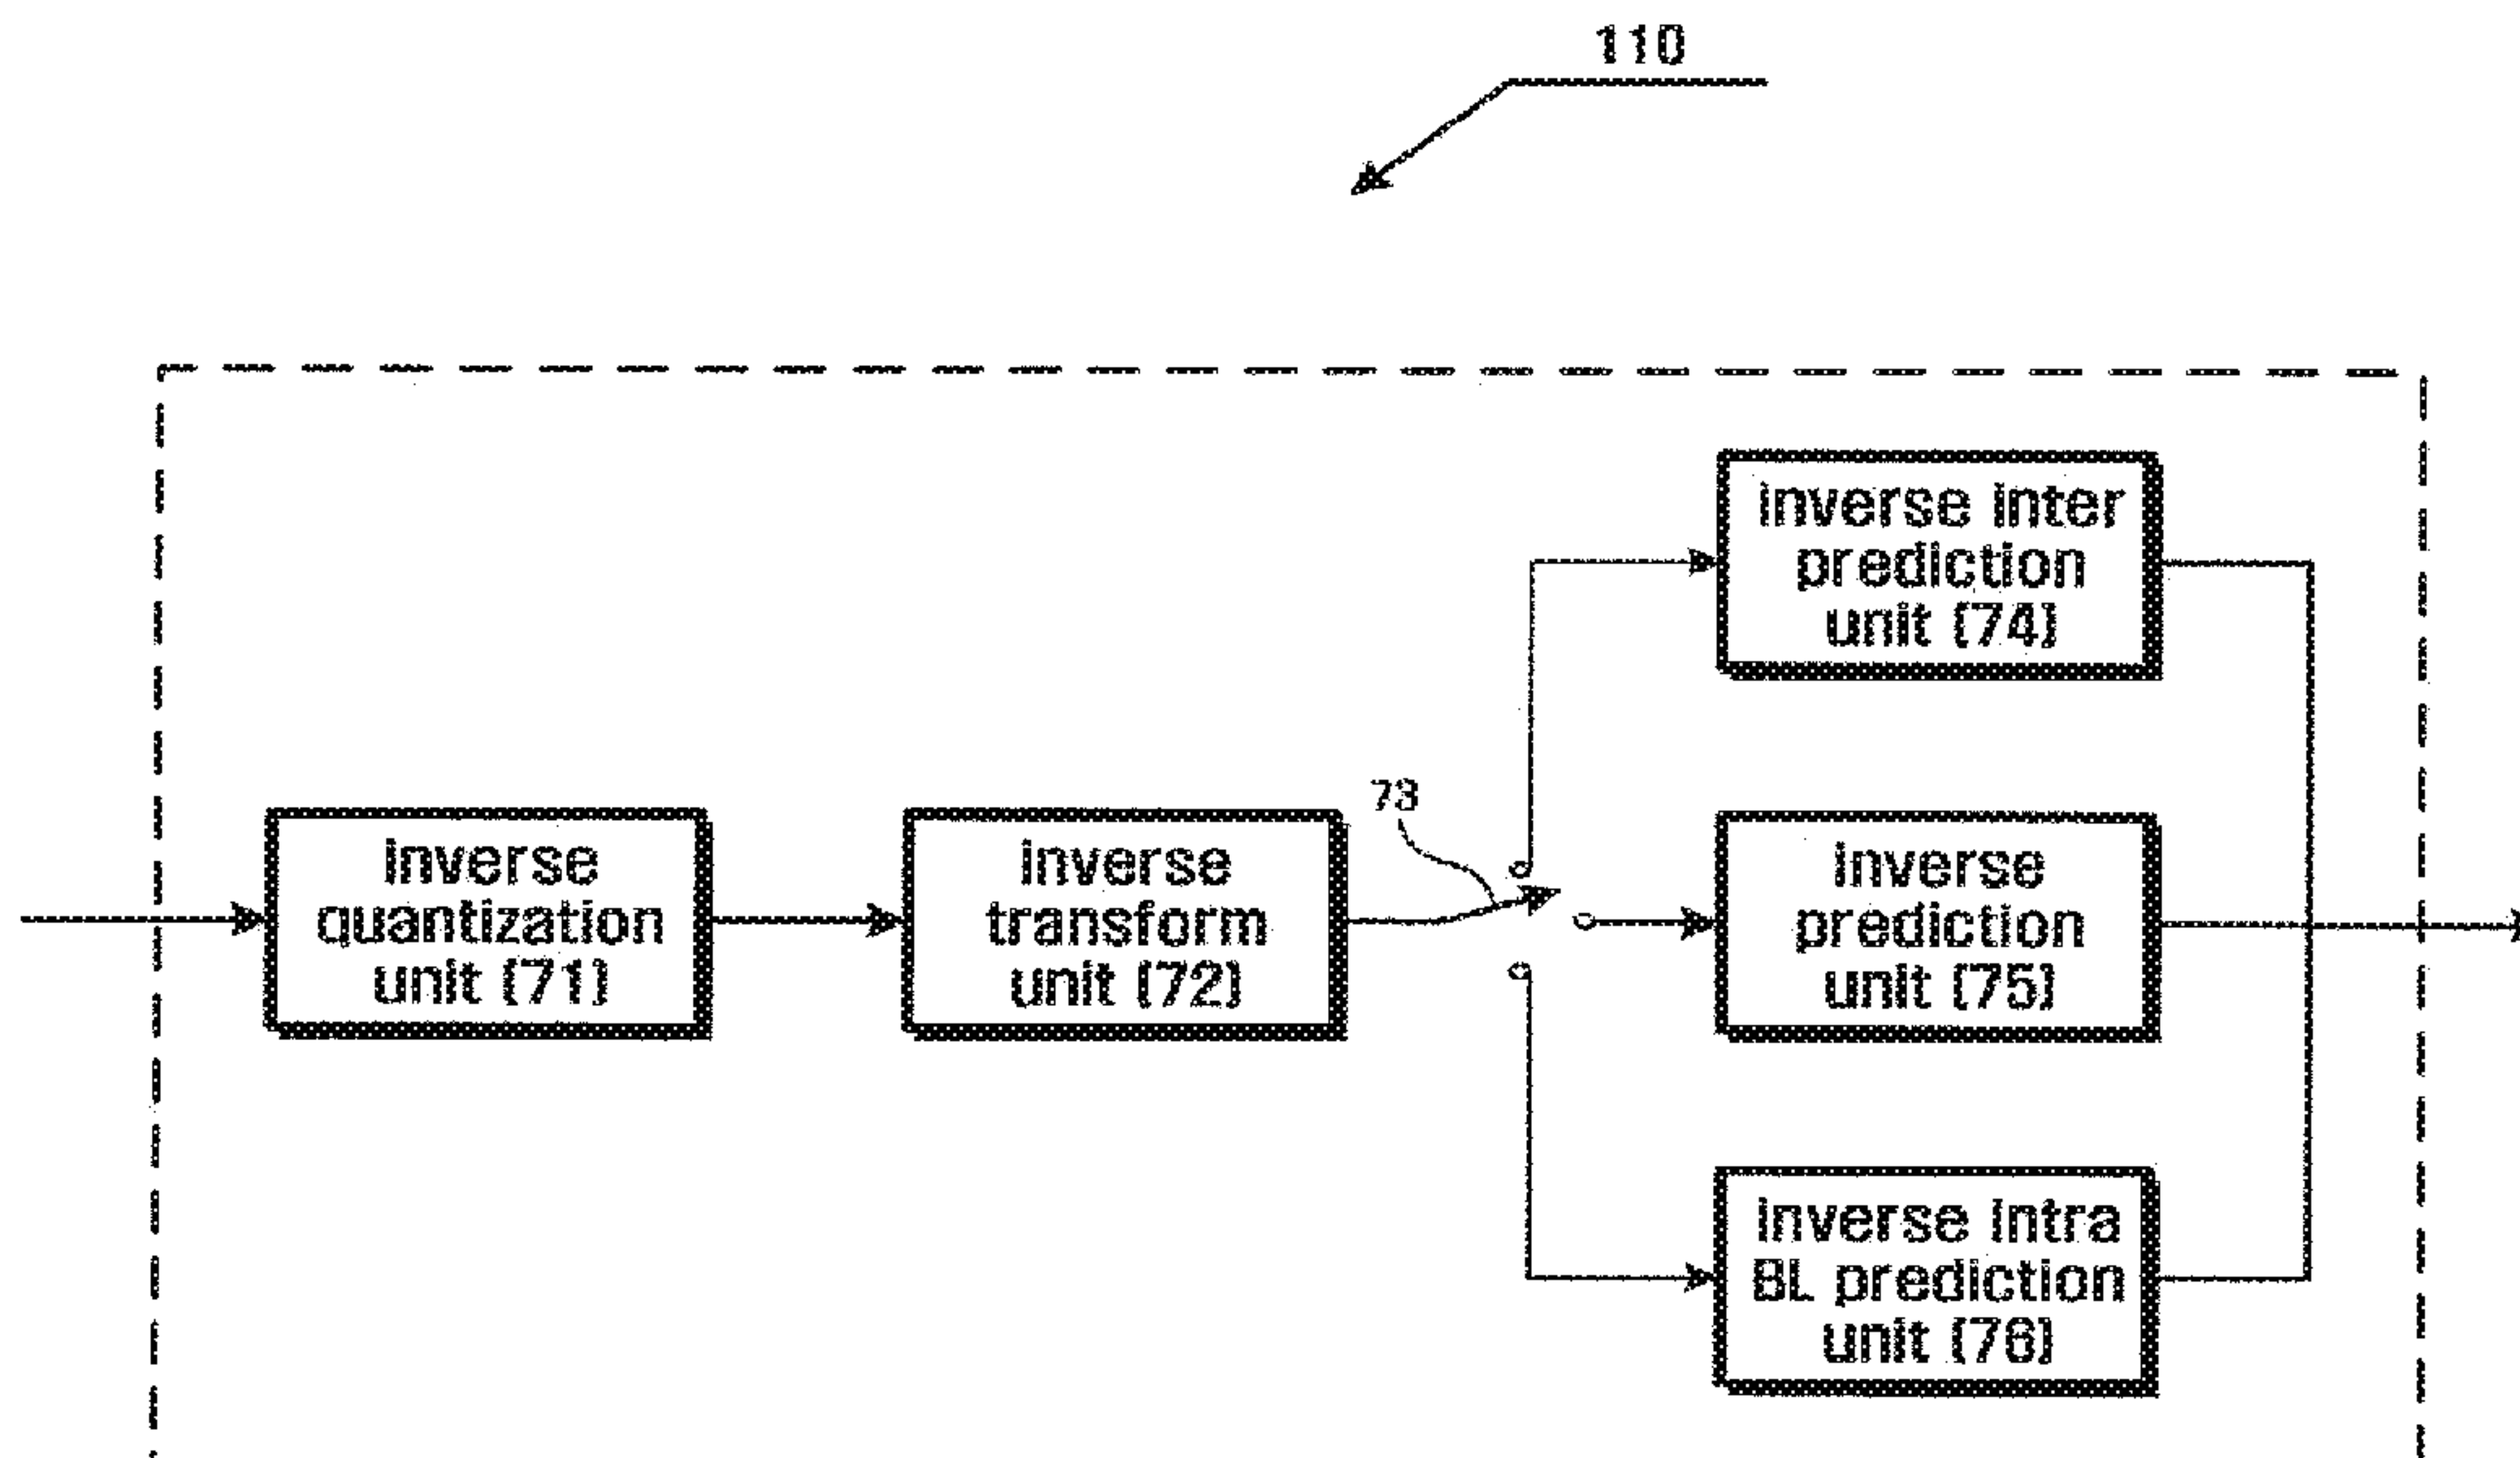 110
Inverse Inter
prediction
unit (74)
73
Inverse
quantization
unit (71)
Inverse
transform
unit (72)
Inverse
prediction
unit (75)
Inverse Intra
BL prediction
unit (76)